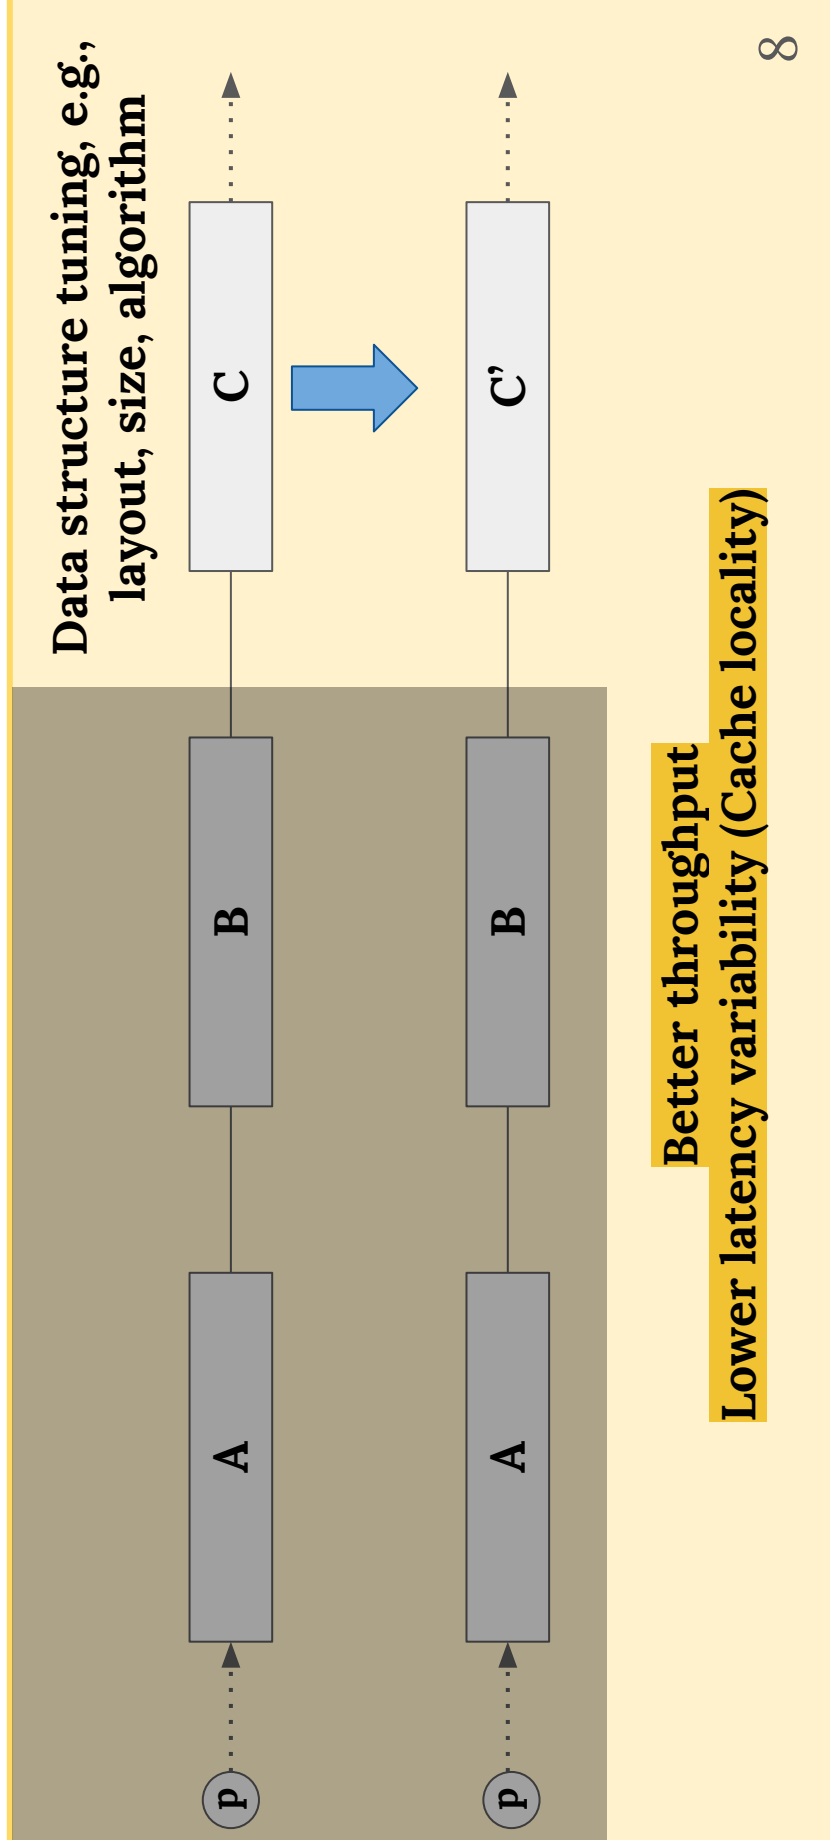 Data structure tuning, e.g.,
layout, size, algorithm
p
A
B
C
p
A
B
C’
Better throughput
Lower latency variability (Cache locality)
8